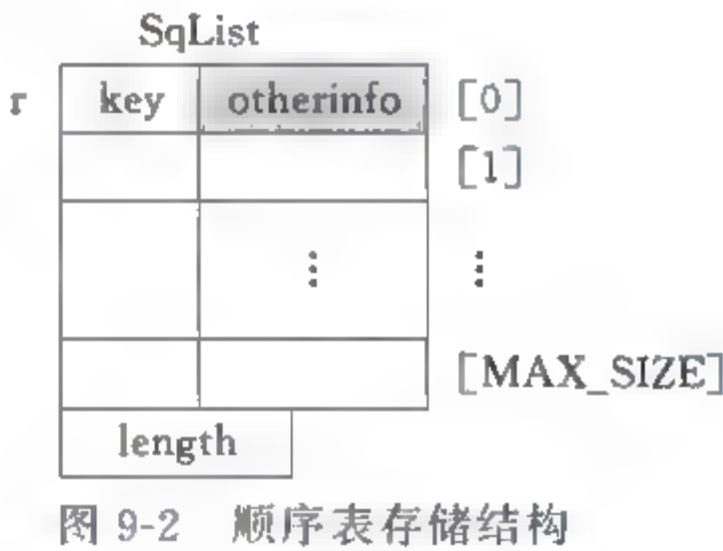 SqList
r key otherinfo [0]
[1]
⋮ ⋮
[MAX_SIZE]
length
图 9-2 顺序表存储结构